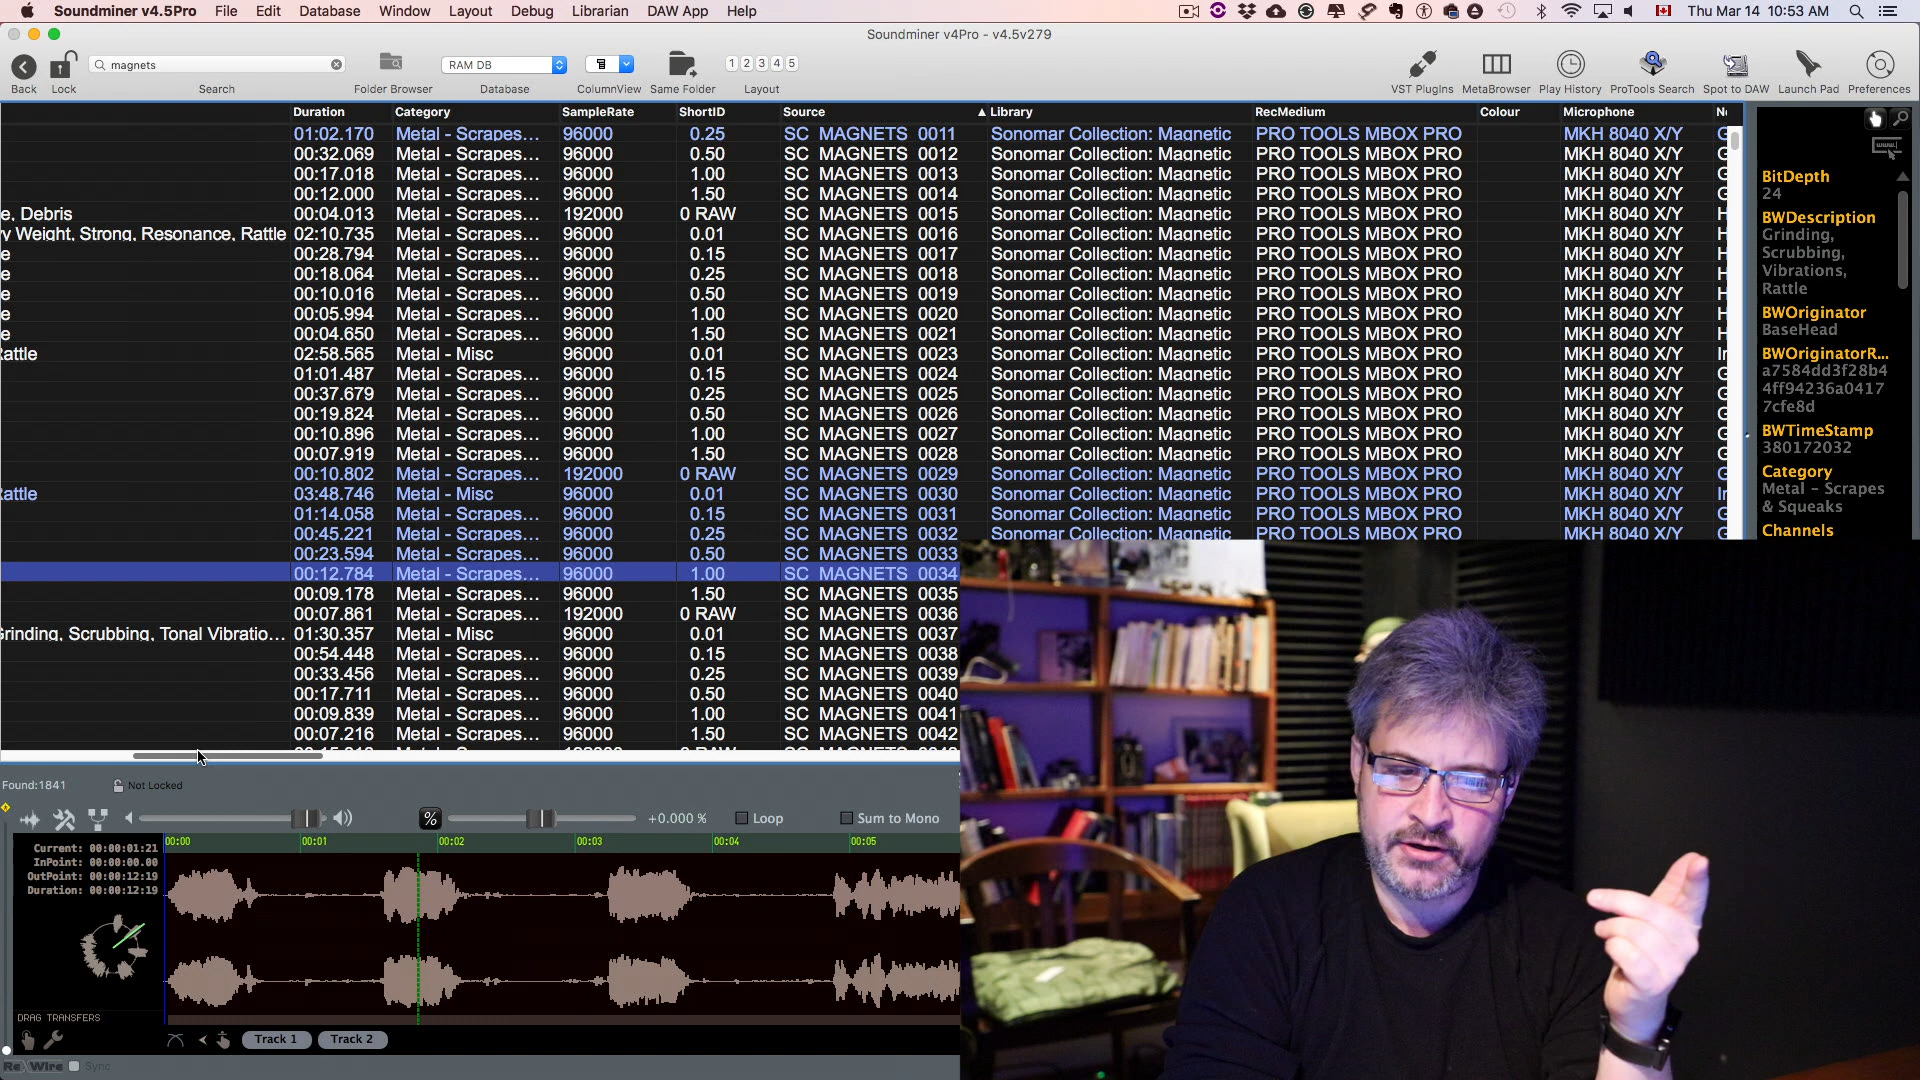 Soundminer v4.5Pro File Edit Database Window Layout Debug Librarian DAW App Help Thu Mar 14 10:53 AM
Soundminer v4Pro - v4.5v279
magnets RAM DB 1 2 3 4 5
Back Lock Search Folder Browser Database ColumnView Same Folder Layout VST Plugins MetaBrowser Play History ProTools Search Spot to DAW Launch Pad Preferences
Duration Category SampleRate ShortID Source Library RecMedium Colour Microphone
01:02.170 Metal - Scrapes... 96000 0.25 SC MAGNETS 0011 Sonomar Collection: Magnetic PRO TOOLS MBOX PRO MKH 8040 X/Y G
00:32.069 Metal - Scrapes... 96000 0.50 SC MAGNETS 0012 Sonomar Collection: Magnetic PRO TOOLS MBOX PRO MKH 8040 X/Y G
00:17.018 Metal - Scrapes... 96000 1.00 SC MAGNETS 0013 Sonomar Collection: Magnetic PRO TOOLS MBOX PRO MKH 8040 X/Y G
00:12.000 Metal - Scrapes... 96000 1.50 SC MAGNETS 0014 Sonomar Collection: Magnetic PRO TOOLS MBOX PRO MKH 8040 X/Y G
e, Debris 00:04.013 Metal - Scrapes... 192000 0 RAW SC MAGNETS 0015 Sonomar Collection: Magnetic PRO TOOLS MBOX PRO MKH 8040 X/Y H
y Weight, Strong, Resonance, Rattle 02:10.735 Metal - Scrapes... 96000 0.01 SC MAGNETS 0016 Sonomar Collection: Magnetic PRO TOOLS MBOX PRO MKH 8040 X/Y H
e 00:28.794 Metal - Scrapes... 96000 0.15 SC MAGNETS 0017 Sonomar Collection: Magnetic PRO TOOLS MBOX PRO MKH 8040 X/Y H
e 00:18.064 Metal - Scrapes... 96000 0.25 SC MAGNETS 0018 Sonomar Collection: Magnetic PRO TOOLS MBOX PRO MKH 8040 X/Y H
e 00:10.016 Metal - Scrapes... 96000 0.50 SC MAGNETS 0019 Sonomar Collection: Magnetic PRO TOOLS MBOX PRO MKH 8040 X/Y H
e 00:05.994 Metal - Scrapes... 96000 1.00 SC MAGNETS 0020 Sonomar Collection: Magnetic PRO TOOLS MBOX PRO MKH 8040 X/Y H
e 00:04.650 Metal - Scrapes... 96000 1.50 SC MAGNETS 0021 Sonomar Collection: Magnetic PRO TOOLS MBOX PRO MKH 8040 X/Y H
attle 02:58.565 Metal - Misc 96000 0.01 SC MAGNETS 0023 Sonomar Collection: Magnetic PRO TOOLS MBOX PRO MKH 8040 X/Y Ir
01:01.487 Metal - Scrapes... 96000 0.15 SC MAGNETS 0024 Sonomar Collection: Magnetic PRO TOOLS MBOX PRO MKH 8040 X/Y G
00:37.679 Metal - Scrapes... 96000 0.25 SC MAGNETS 0025 Sonomar Collection: Magnetic PRO TOOLS MBOX PRO MKH 8040 X/Y G
00:19.824 Metal - Scrapes... 96000 0.50 SC MAGNETS 0026 Sonomar Collection: Magnetic PRO TOOLS MBOX PRO MKH 8040 X/Y G
00:10.896 Metal - Scrapes... 96000 1.00 SC MAGNETS 0027 Sonomar Collection: Magnetic PRO TOOLS MBOX PRO MKH 8040 X/Y G
00:07.919 Metal - Scrapes... 96000 1.50 SC MAGNETS 0028 Sonomar Collection: Magnetic PRO TOOLS MBOX PRO MKH 8040 X/Y G
00:10.802 Metal - Scrapes... 192000 0 RAW SC MAGNETS 0029 Sonomar Collection: Magnetic PRO TOOLS MBOX PRO MKH 8040 X/Y G
attle 03:48.746 Metal - Misc 96000 0.01 SC MAGNETS 0030 Sonomar Collection: Magnetic PRO TOOLS MBOX PRO MKH 8040 X/Y Ir
01:14.058 Metal - Scrapes... 96000 0.15 SC MAGNETS 0031 Sonomar Collection: Magnetic PRO TOOLS MBOX PRO MKH 8040 X/Y G
00:45.221 Metal - Scrapes... 96000 0.25 SC MAGNETS 0032 Sonomar Collection: Magnetic PRO TOOLS MBOX PRO MKH 8040 X/Y G
00:23.594 Metal - Scrapes... 96000 0.50 SC MAGNETS 0033
00:12.784 Metal - Scrapes... 96000 1.00 SC MAGNETS 0034
00:09.178 Metal - Scrapes... 96000 1.50 SC MAGNETS 0035
00:07.861 Metal - Scrapes... 192000 0 RAW SC MAGNETS 0036
Grinding, Scrubbing, Tonal Vibratio... 01:30.357 Metal - Misc 96000 0.01 SC MAGNETS 0037
00:54.448 Metal - Scrapes... 96000 0.15 SC MAGNETS 0038
00:33.456 Metal - Scrapes... 96000 0.25 SC MAGNETS 0039
00:17.711 Metal - Scrapes... 96000 0.50 SC MAGNETS 0040
00:09.839 Metal - Scrapes... 96000 1.00 SC MAGNETS 0041
00:07.216 Metal - Scrapes... 96000 1.50 SC MAGNETS 0042
BitDepth
24
BWDescription
Grinding,
Scrubbing,
Vibrations,
Rattle
BWOriginator
BaseHead
BWOriginatorR...
a7584dd3f28b4
4ff94236a0417
7cfe8d
BWTimeStamp
380172032
Category
Metal - Scrapes
& Squeaks
Channels
Found:1841 Not Locked
% +0.000 % Loop Sum to Mono
00:00 00:01 00:02 00:03 00:04 00:05
Current: 00:00:01:21
InPoint: 00:00:00.00
OutPoint: 00:00:12:19
Duration: 00:00:12:19
DRAG TRANSFERS
Track 1 Track 2
ReWire Sync